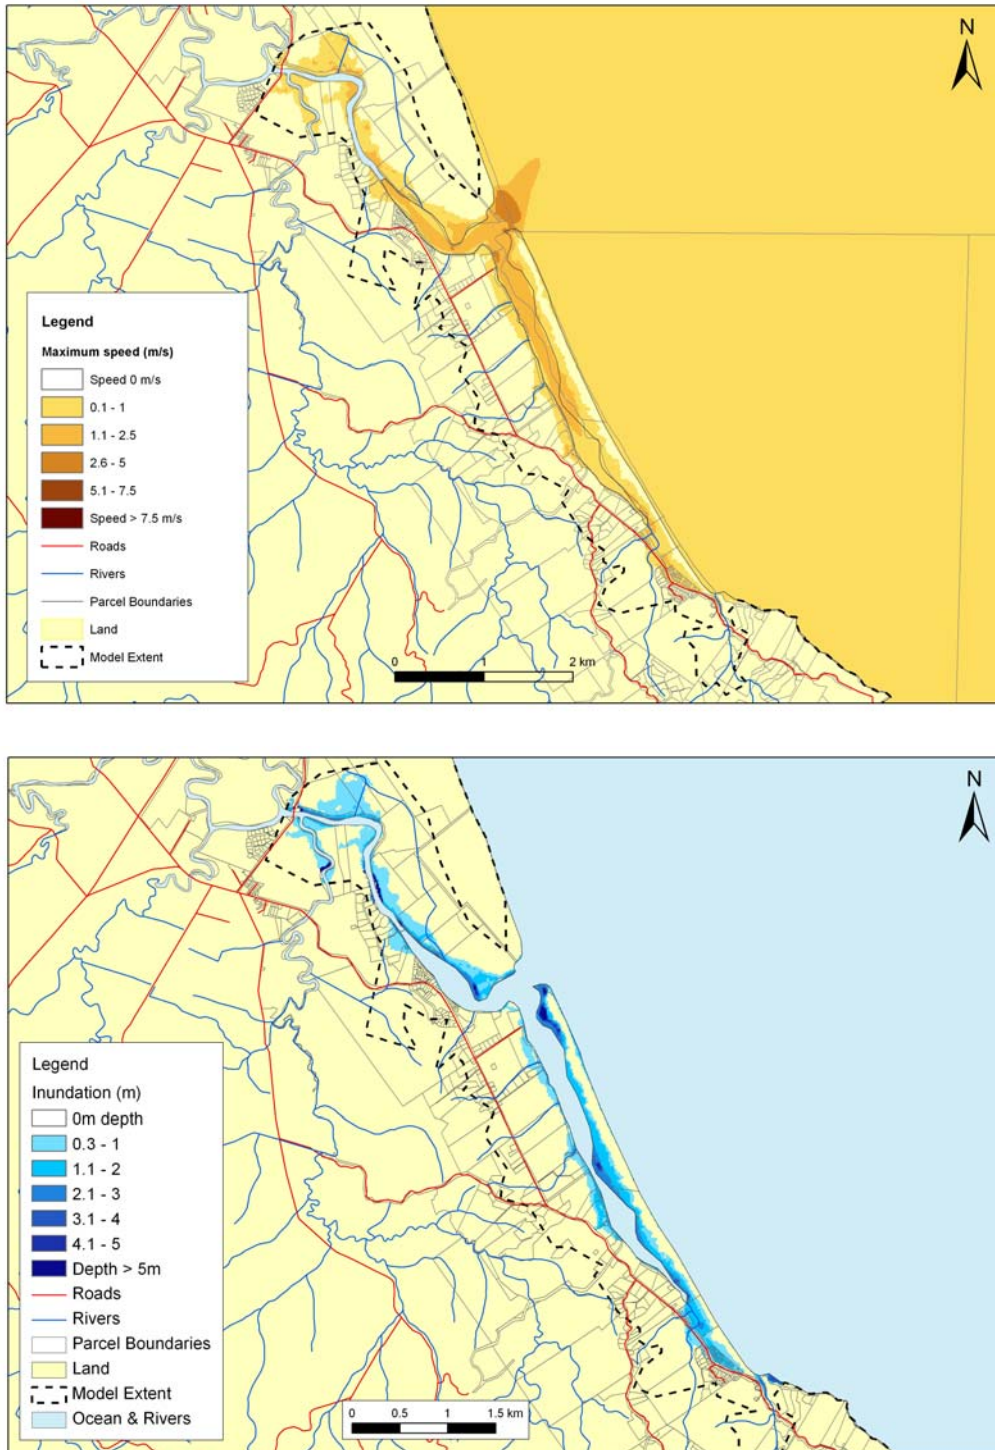 N
Legend
Maximum speed (m/s)
Speed 0 m/s
0.1 - 1
1.1 - 2.5
2.6 - 5
5.1 - 7.5
Speed > 7.5 m/s
Roads
Rivers
Parcel Boundaries
Land
Model Extent
0 1 2 km
N
Legend
Inundation (m)
0m depth
0.3 - 1
1.1 - 2
2.1 - 3
3.1 - 4
4.1 - 5
Depth > 5m
Roads
Rivers
Parcel Boundaries
Land
Model Extent
Ocean & Rivers
0 0.5 1 1.5 km